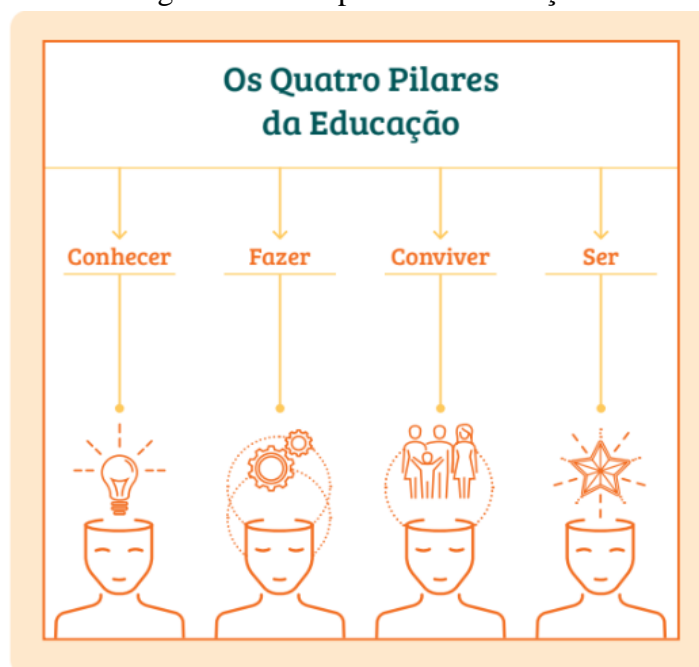 Os Quatro Pilares
da Educação
Conhecer
Fazer
Conviver
Ser